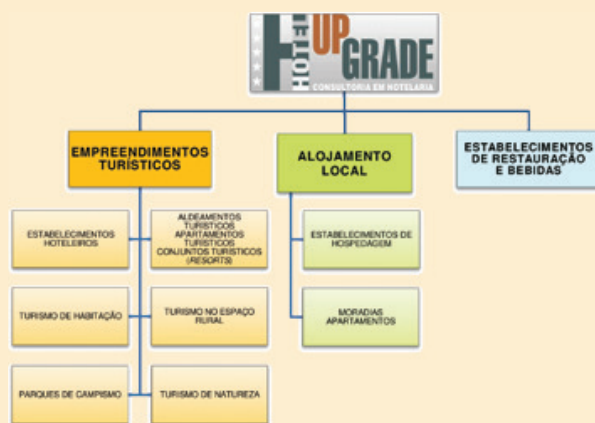 HOTEL
UP
GRADE
CONSULTORIA EM HOTELARIA
EMPREENDIMENTOS
TURÍSTICOS
ALOJAMENTO
LOCAL
ESTABELECIMENTOS
DE RESTAURAÇÃO
E BEBIDAS
ESTABELECIMENTOS
HOTELEIROS
ALDEAMENTOS
TURÍSTICOS
APARTAMENTOS
TURÍSTICOS
CONJUNTOS TURÍSTICOS
(RESORTS)
ESTABELECIMENTOS DE
HOSPEDAGEM
TURISMO DE HABITAÇÃO
TURISMO NO ESPAÇO
RURAL
MORADIAS
APARTAMENTOS
PARQUES DE CAMPISMO
TURISMO DE NATUREZA